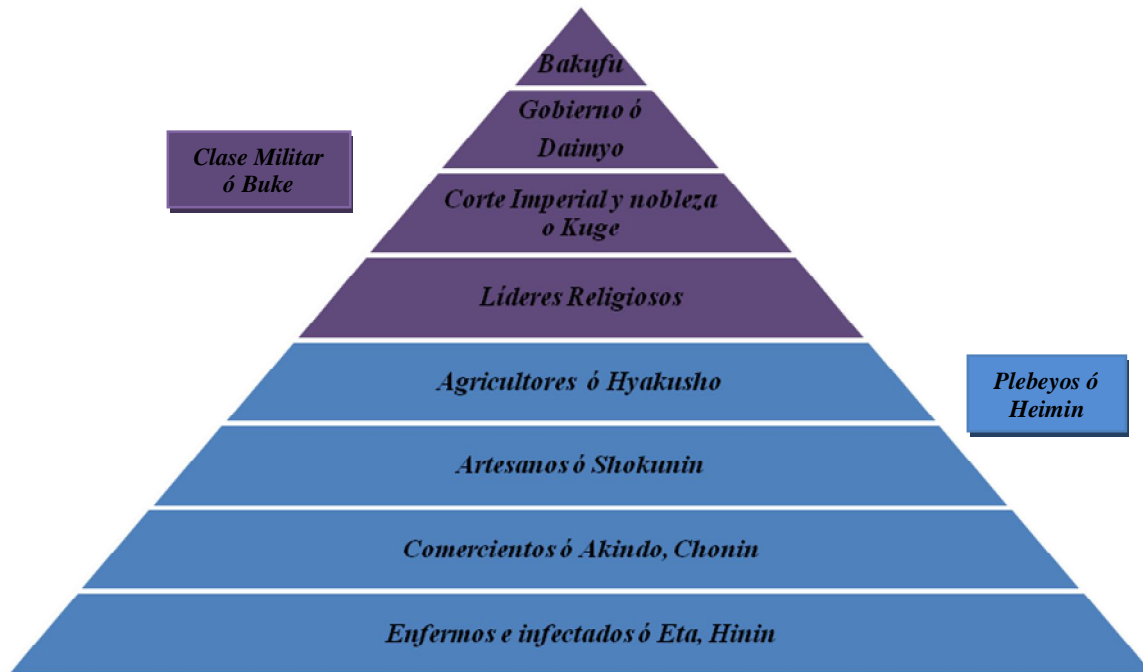 Bakufu
Gobierno ó
Daimyo
Clase Militar
ó Buke
Corte Imperial y nobleza
o Kuge
Líderes Religiosos
Agricultores ó Hyakusho
Plebeyos ó
Heimin
Artesanos ó Shokunin
Comercientos ó Akindo, Chonin
Enfermos e infectados ó Eta, Hinin